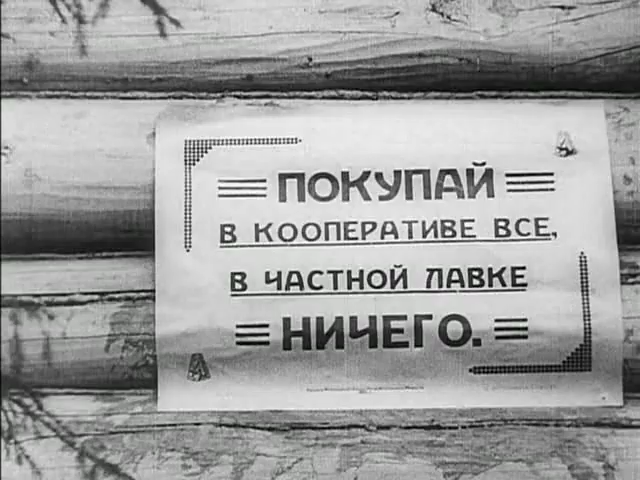 ПОКУПАЙ
В КООПЕРАТИВЕ ВСЕ,
В ЧАСТНОЙ ЛАВКЕ
НИЧЕГО.